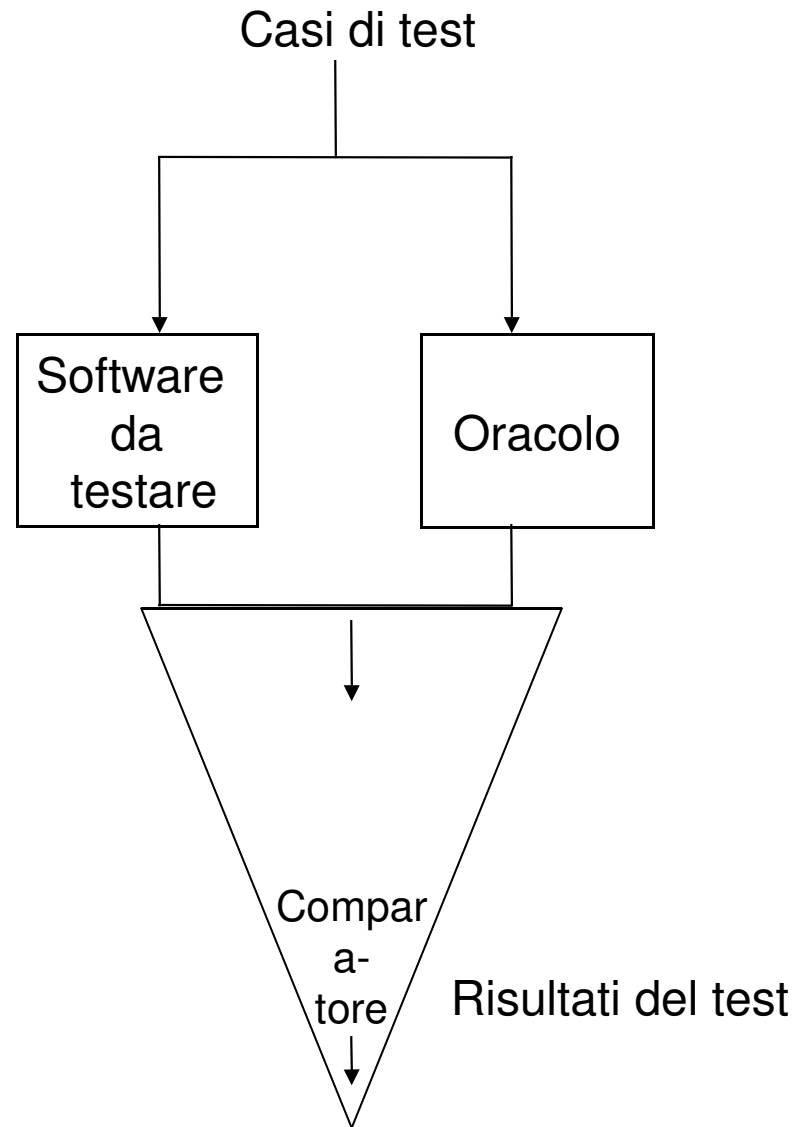 Casi di test
Software
da
testare
Oracolo
Compar
a-
tore
Risultati del test